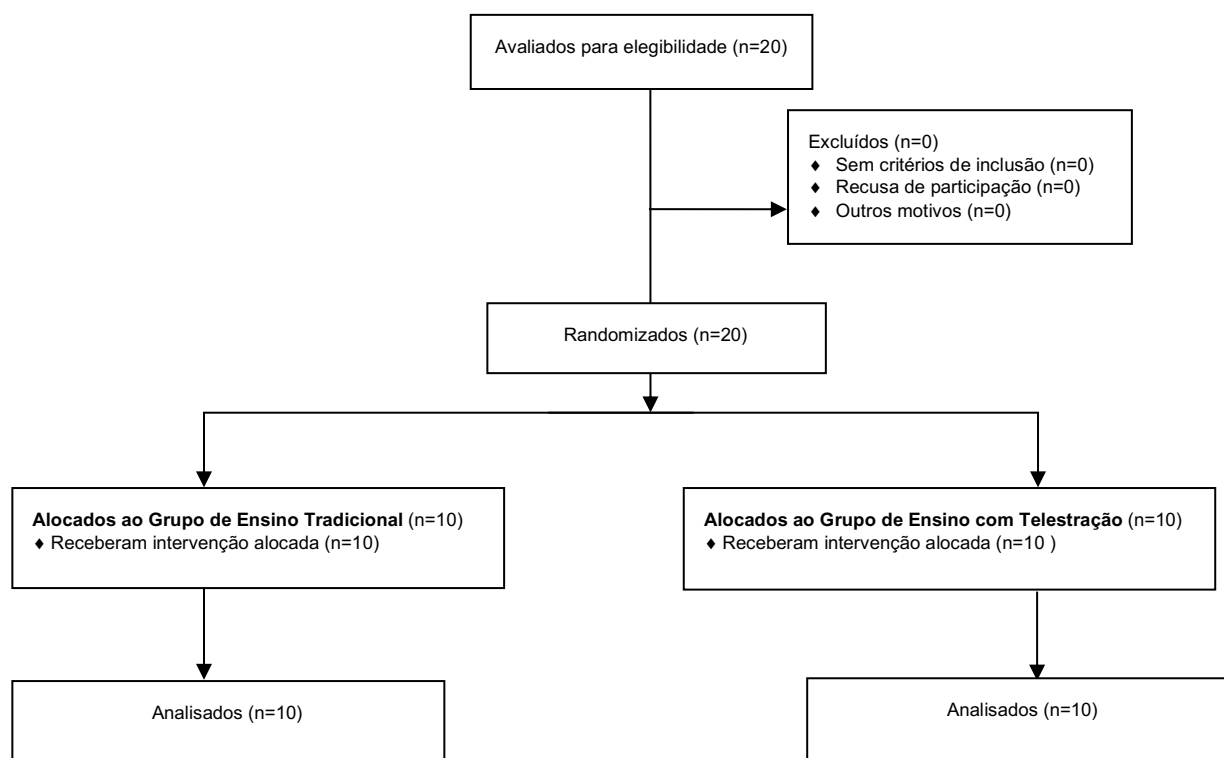 Avaliados para elegibilidade (n=20)
Excluídos (n=0)
♦ Sem critérios de inclusão (n=0)
♦ Recusa de participação (n=0)
♦ Outros motivos (n=0)
Randomizados (n=20)
Alocados ao Grupo de Ensino Tradicional (n=10)
♦ Receberam intervenção alocada (n=10)
Alocados ao Grupo de Ensino com Telestração (n=10)
♦ Receberam intervenção alocada (n=10 )
Analisados (n=10)
Analisados (n=10)